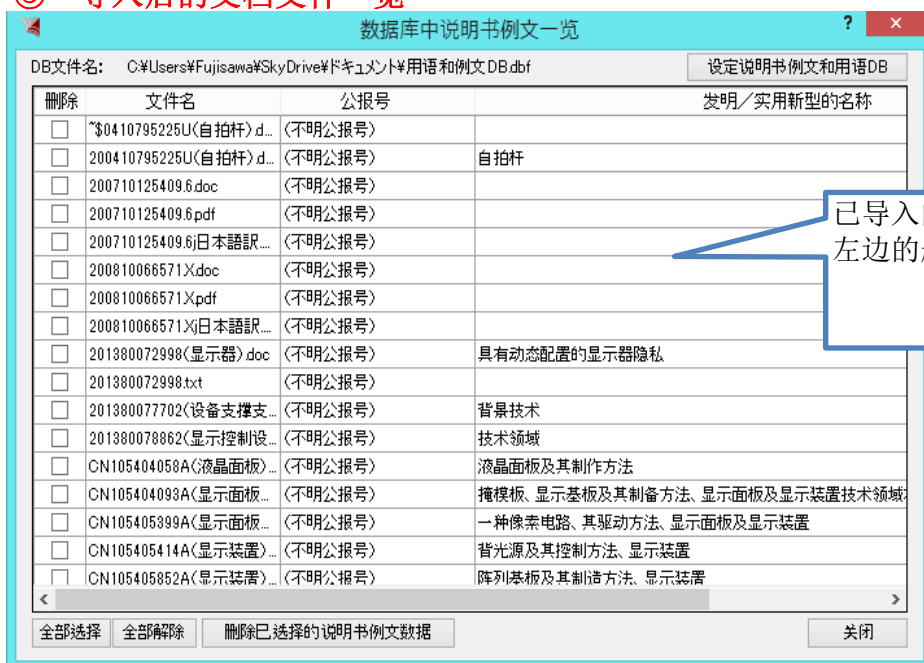 ③ 导入后的文档文件一览
数据库中说明书例文一览 ? ×
DB文件名: C:¥Users¥Fujisawa¥SkyDrive¥ドキュメント¥用语和例文DB.dbf 设定说明书例文和用语DB
删除 文件名 公报号 发明／实用新型的名称
~$0410795225U(自拍杆).d... (不明公报号)
200410795225U(自拍杆).d... (不明公报号) 自拍杆
200710125409.6.doc (不明公报号)
200710125409.6.pdf (不明公报号)
200710125409.6j日本語訳... (不明公报号)
200810066571X.doc (不明公报号)
200810066571X.pdf (不明公报号)
200810066571Xj日本語訳... (不明公报号)
201380072998(显示器).doc (不明公报号) 具有动态配置的显示器隐私
201380072998.txt (不明公报号)
201380077702(设备支撑支... (不明公报号) 背景技术
201380078862(显示控制设... (不明公报号) 技术领域
CN105404058A(液晶面板)... (不明公报号) 液晶面板及其制作方法
CN105404093A(显示面板... (不明公报号) 掩模板、显示基板及其制备方法、显示面板及显示装置技术领域
CN105405399A(显示面板... (不明公报号) 一种像素电路、其驱动方法、显示面板及显示装置
CN105405414A(显示装置)... (不明公报号) 背光源及其控制方法、显示装置
CN105405852A(显示装置)... (不明公报号) 阵列基板及其制造方法、显示装置
已导入
左边的
全部选择 全部解除 删除已选择的说明书例文数据 关闭